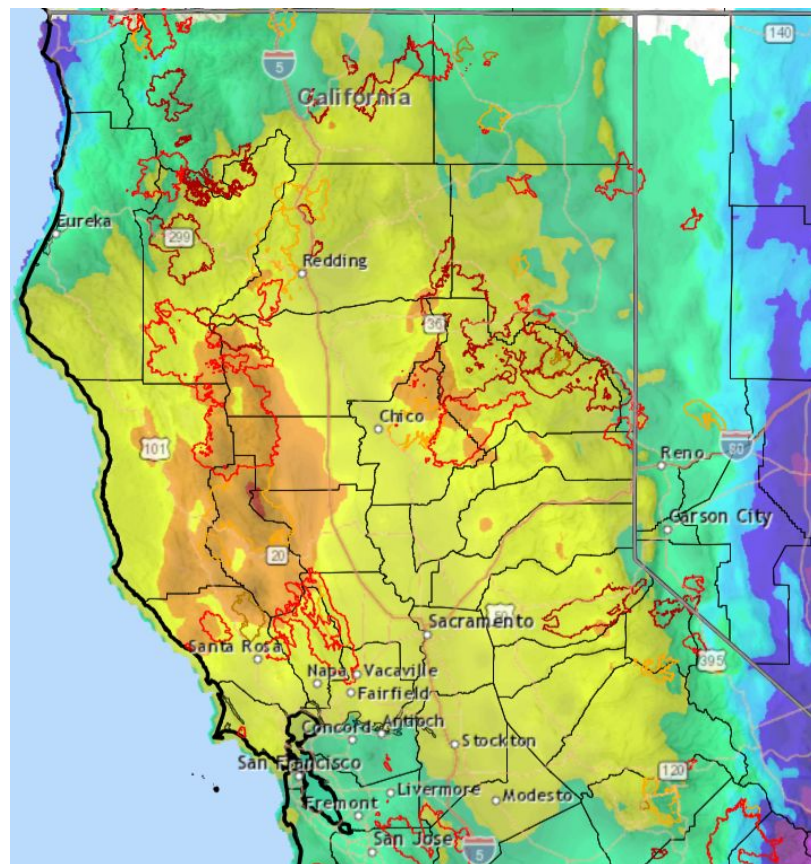 140
5
California
Eureka
299
Redding
36
Chico
101
Reno
80
Carson City
20
50
Sacramento
Santa Rosa
Napa
Vacaville
Fairfield
395
Concord
Antioch
Stockton
San Francisco
120
Livermore
Modesto
Fremont
San Jose
5